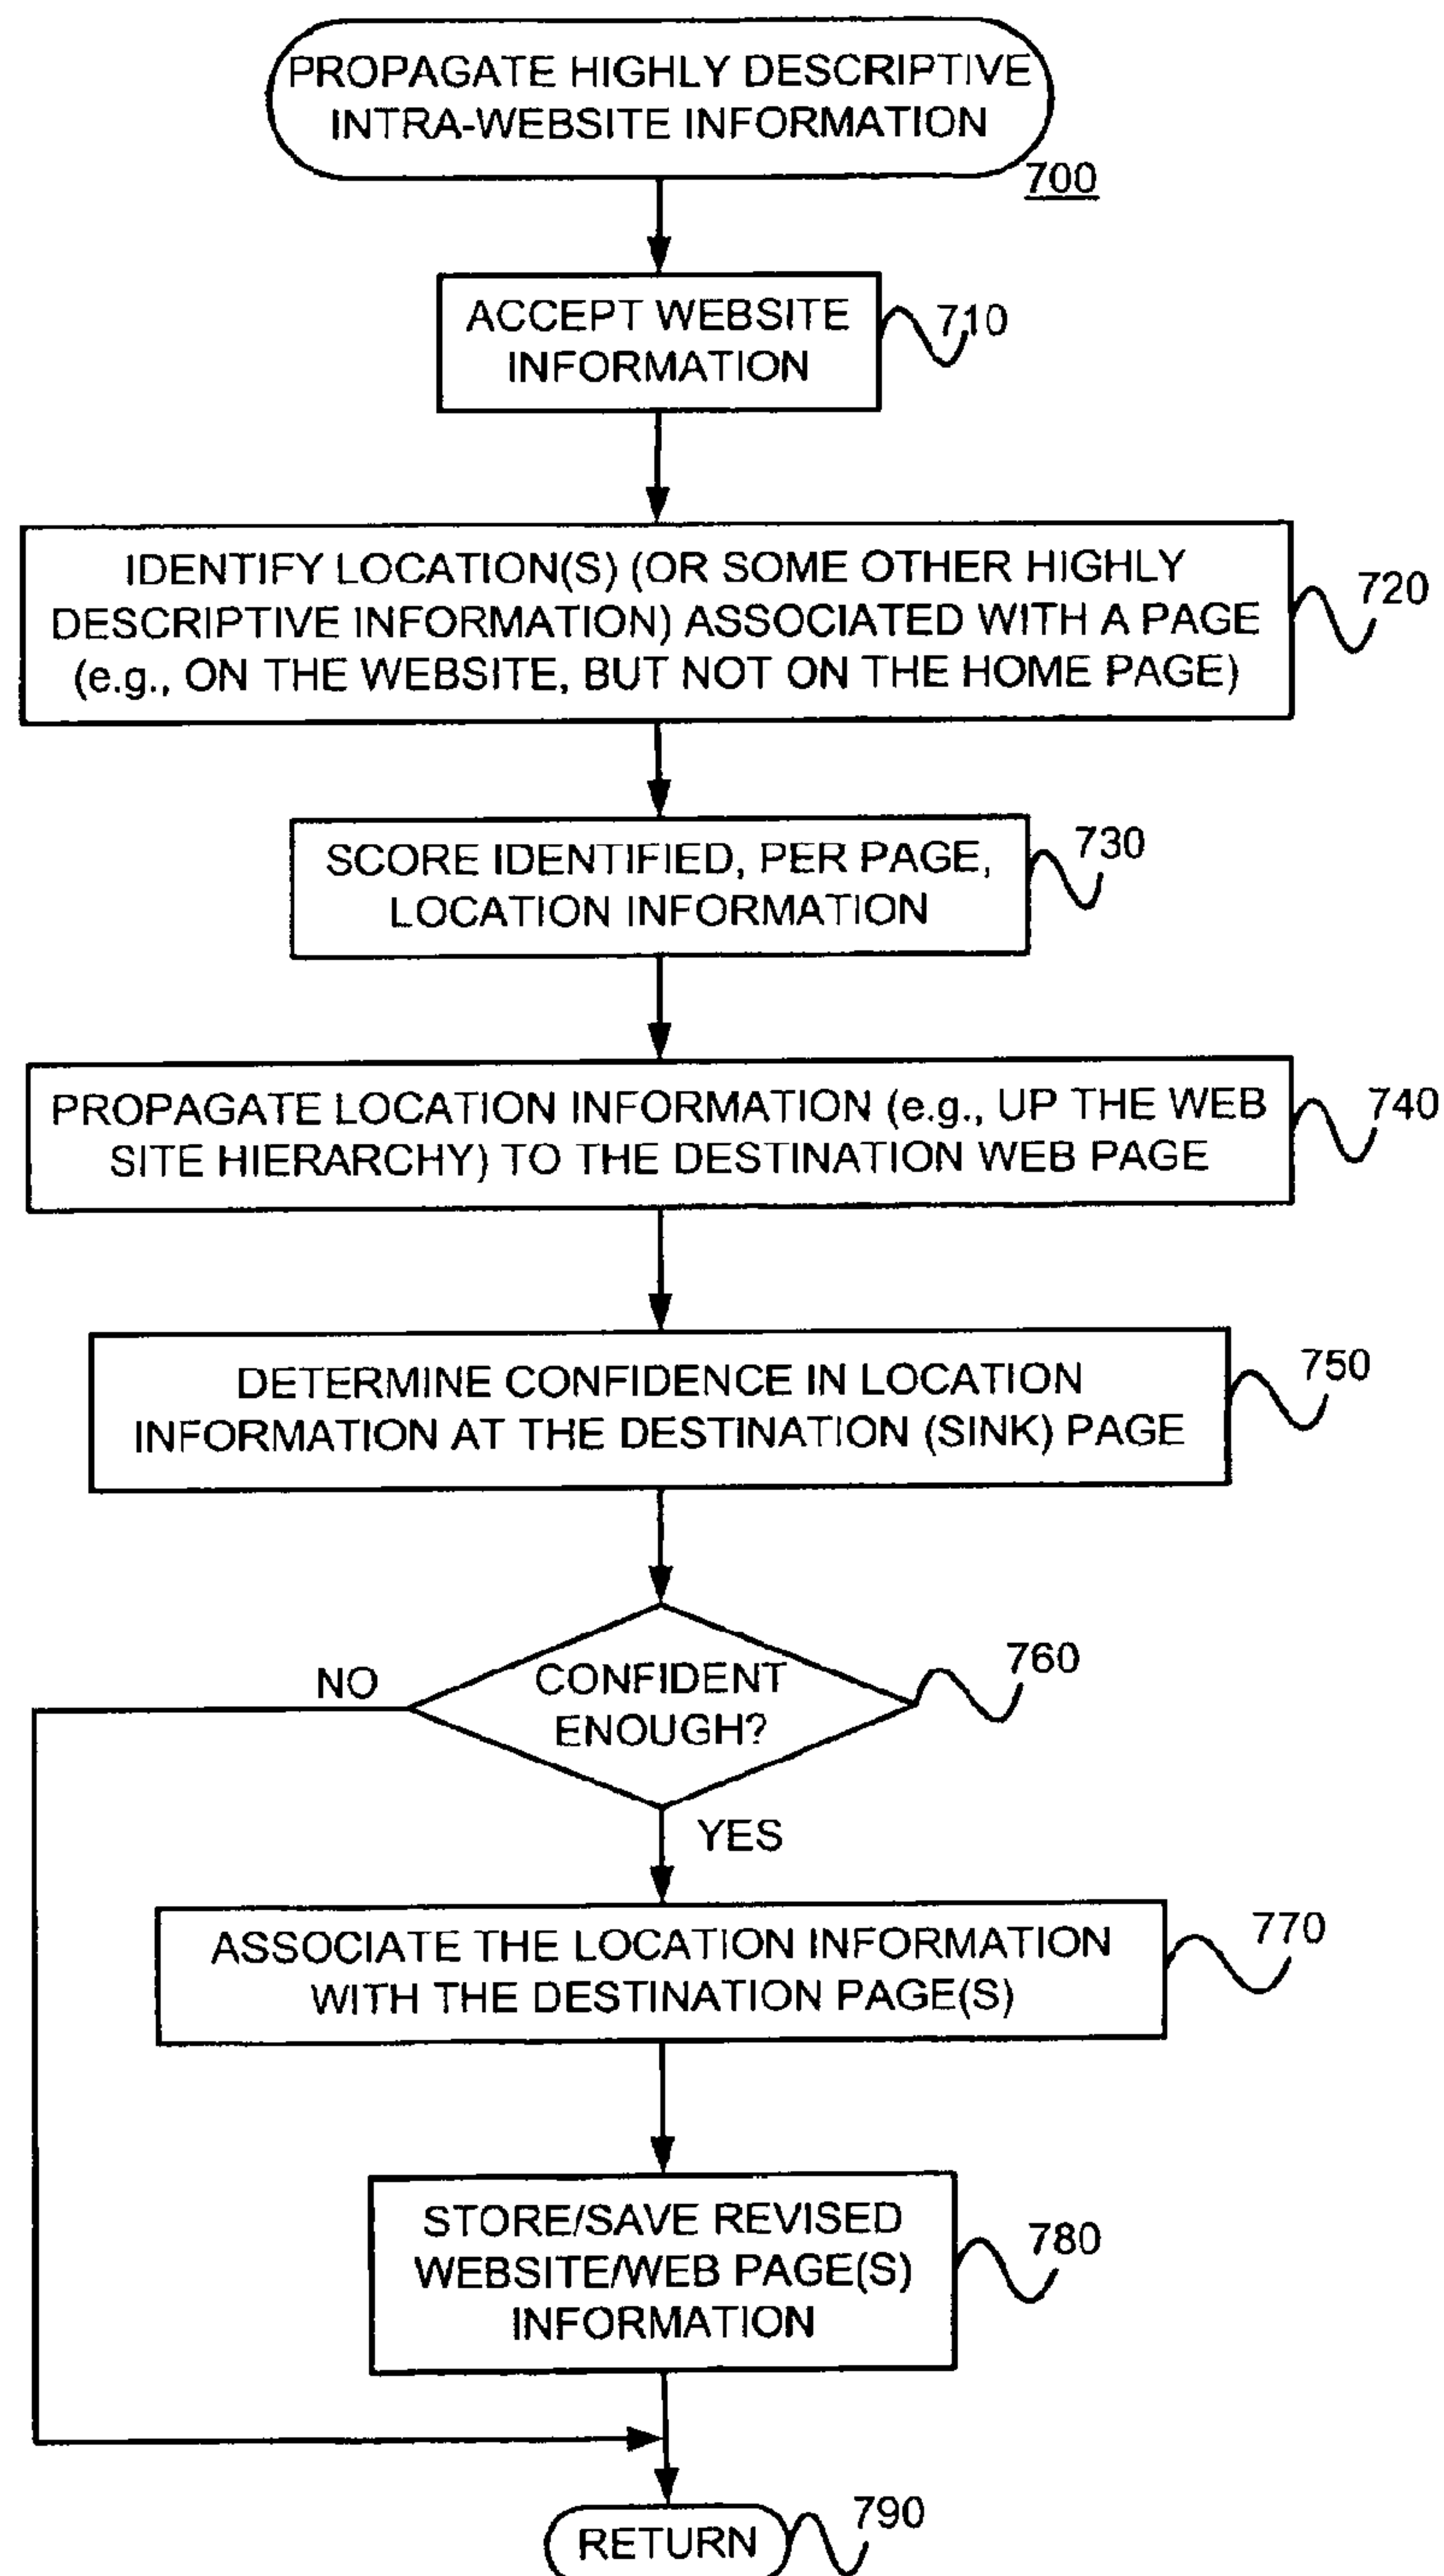 PROPAGATE HIGHLY DESCRIPTIVE
INTRA-WEBSITE INFORMATION
700
ACCEPT WEBSITE
INFORMATION
710
IDENTIFY LOCATION(S) (OR SOME OTHER HIGHLY
DESCRIPTIVE INFORMATION) ASSOCIATED WITH A PAGE
(e.g., ON THE WEBSITE, BUT NOT ON THE HOME PAGE)
720
SCORE IDENTIFIED, PER PAGE,
LOCATION INFORMATION
730
PROPAGATE LOCATION INFORMATION (e.g., UP THE WEB
SITE HIERARCHY) TO THE DESTINATION WEB PAGE
740
DETERMINE CONFIDENCE IN LOCATION
INFORMATION AT THE DESTINATION (SINK) PAGE
750
CONFIDENT
ENOUGH?
760
NO
YES
ASSOCIATE THE LOCATION INFORMATION
WITH THE DESTINATION PAGE(S)
770
STORE/SAVE REVISED
WEBSITE/WEB PAGE(S)
INFORMATION
780
RETURN
790